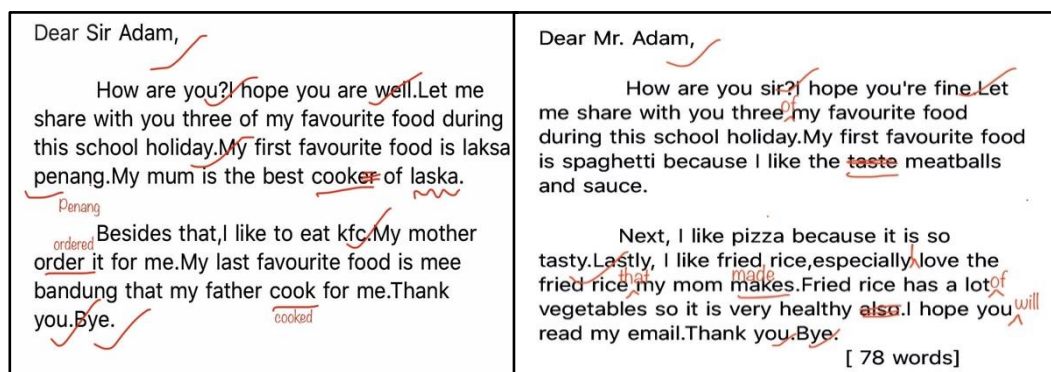 Dear Sir Adam,
How are you?I hope you are well.Let me
share with you three of my favourite food during
this school holiday.My first favourite food is laksa
penang.My mum is the best cooker of laska.
Penang
Besides that,I like to eat kfc.My mother
ordered
order it for me.My last favourite food is mee
bandung that my father cook for me.Thank
cooked
you.Bye.
Dear Mr. Adam,
How are you sir?I hope you're fine.Let
of
me share with you three my favourite food
during this school holiday.My first favourite food
is spaghetti because I like the taste meatballs
and sauce.
Next, I like pizza because it is so
tasty.Lastly, I like fried rice,especially love the
that made
fried rice my mom makes.Fried rice has a lot of
vegetables so it is very healthy also.I hope you will
read my email.Thank you.Bye.
[ 78 words]